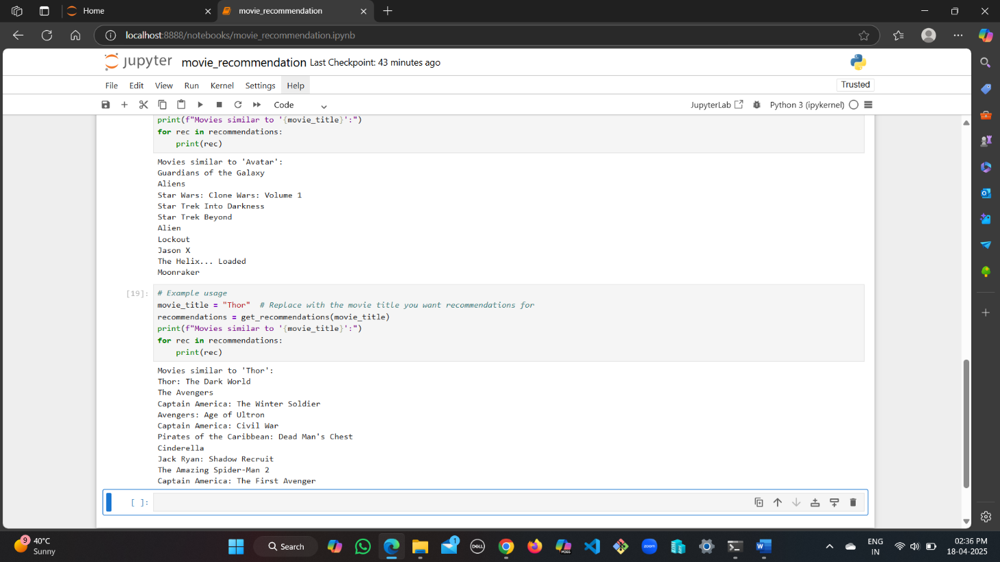 Home
movie_recommendation
localhost:8888/notebooks/movie_recommendation.ipynb
jupyter movie_recommendation Last Checkpoint: 43 minutes ago
File Edit View Run Kernel Settings Help
Trusted
Code
JupyterLab Python 3 (ipykernel)
print(f"Movies similar to '{movie_title}':")
for rec in recommendations:
    print(rec)
Movies similar to 'Avatar':
Guardians of the Galaxy
Aliens
Star Wars: Clone Wars: Volume 1
Star Trek Into Darkness
Star Trek Beyond
Alien
Lockout
Jason X
The Helix... Loaded
Moonraker
[19]: # Example usage
movie_title = "Thor"  # Replace with the movie title you want recommendations for
recommendations = get_recommendations(movie_title)
print(f"Movies similar to '{movie_title}':")
for rec in recommendations:
    print(rec)
Movies similar to 'Thor':
Thor: The Dark World
The Avengers
Captain America: The Winter Soldier
Avengers: Age of Ultron
Captain America: Civil War
Pirates of the Caribbean: Dead Man's Chest
Cinderella
Jack Ryan: Shadow Recruit
The Amazing Spider-Man 2
Captain America: The First Avenger
[ ]:
9
40°C
Sunny
Search
1
DELL
M365
zoom
ENG
IN
02:36 PM
18-04-2025